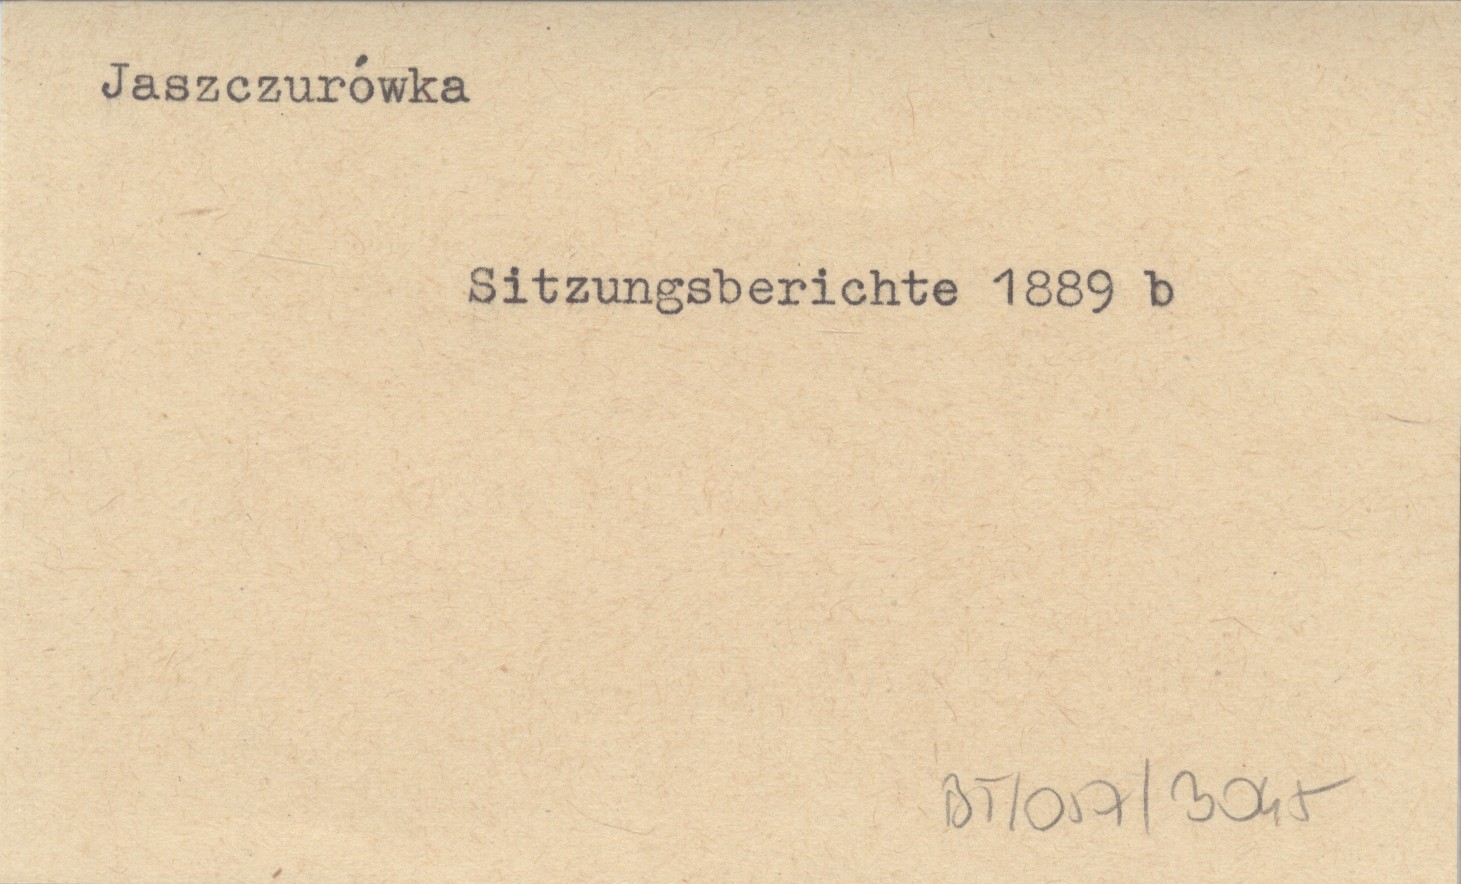 Jaszczurówka
Sitzungsberichte 1889 b
BT/057/3045